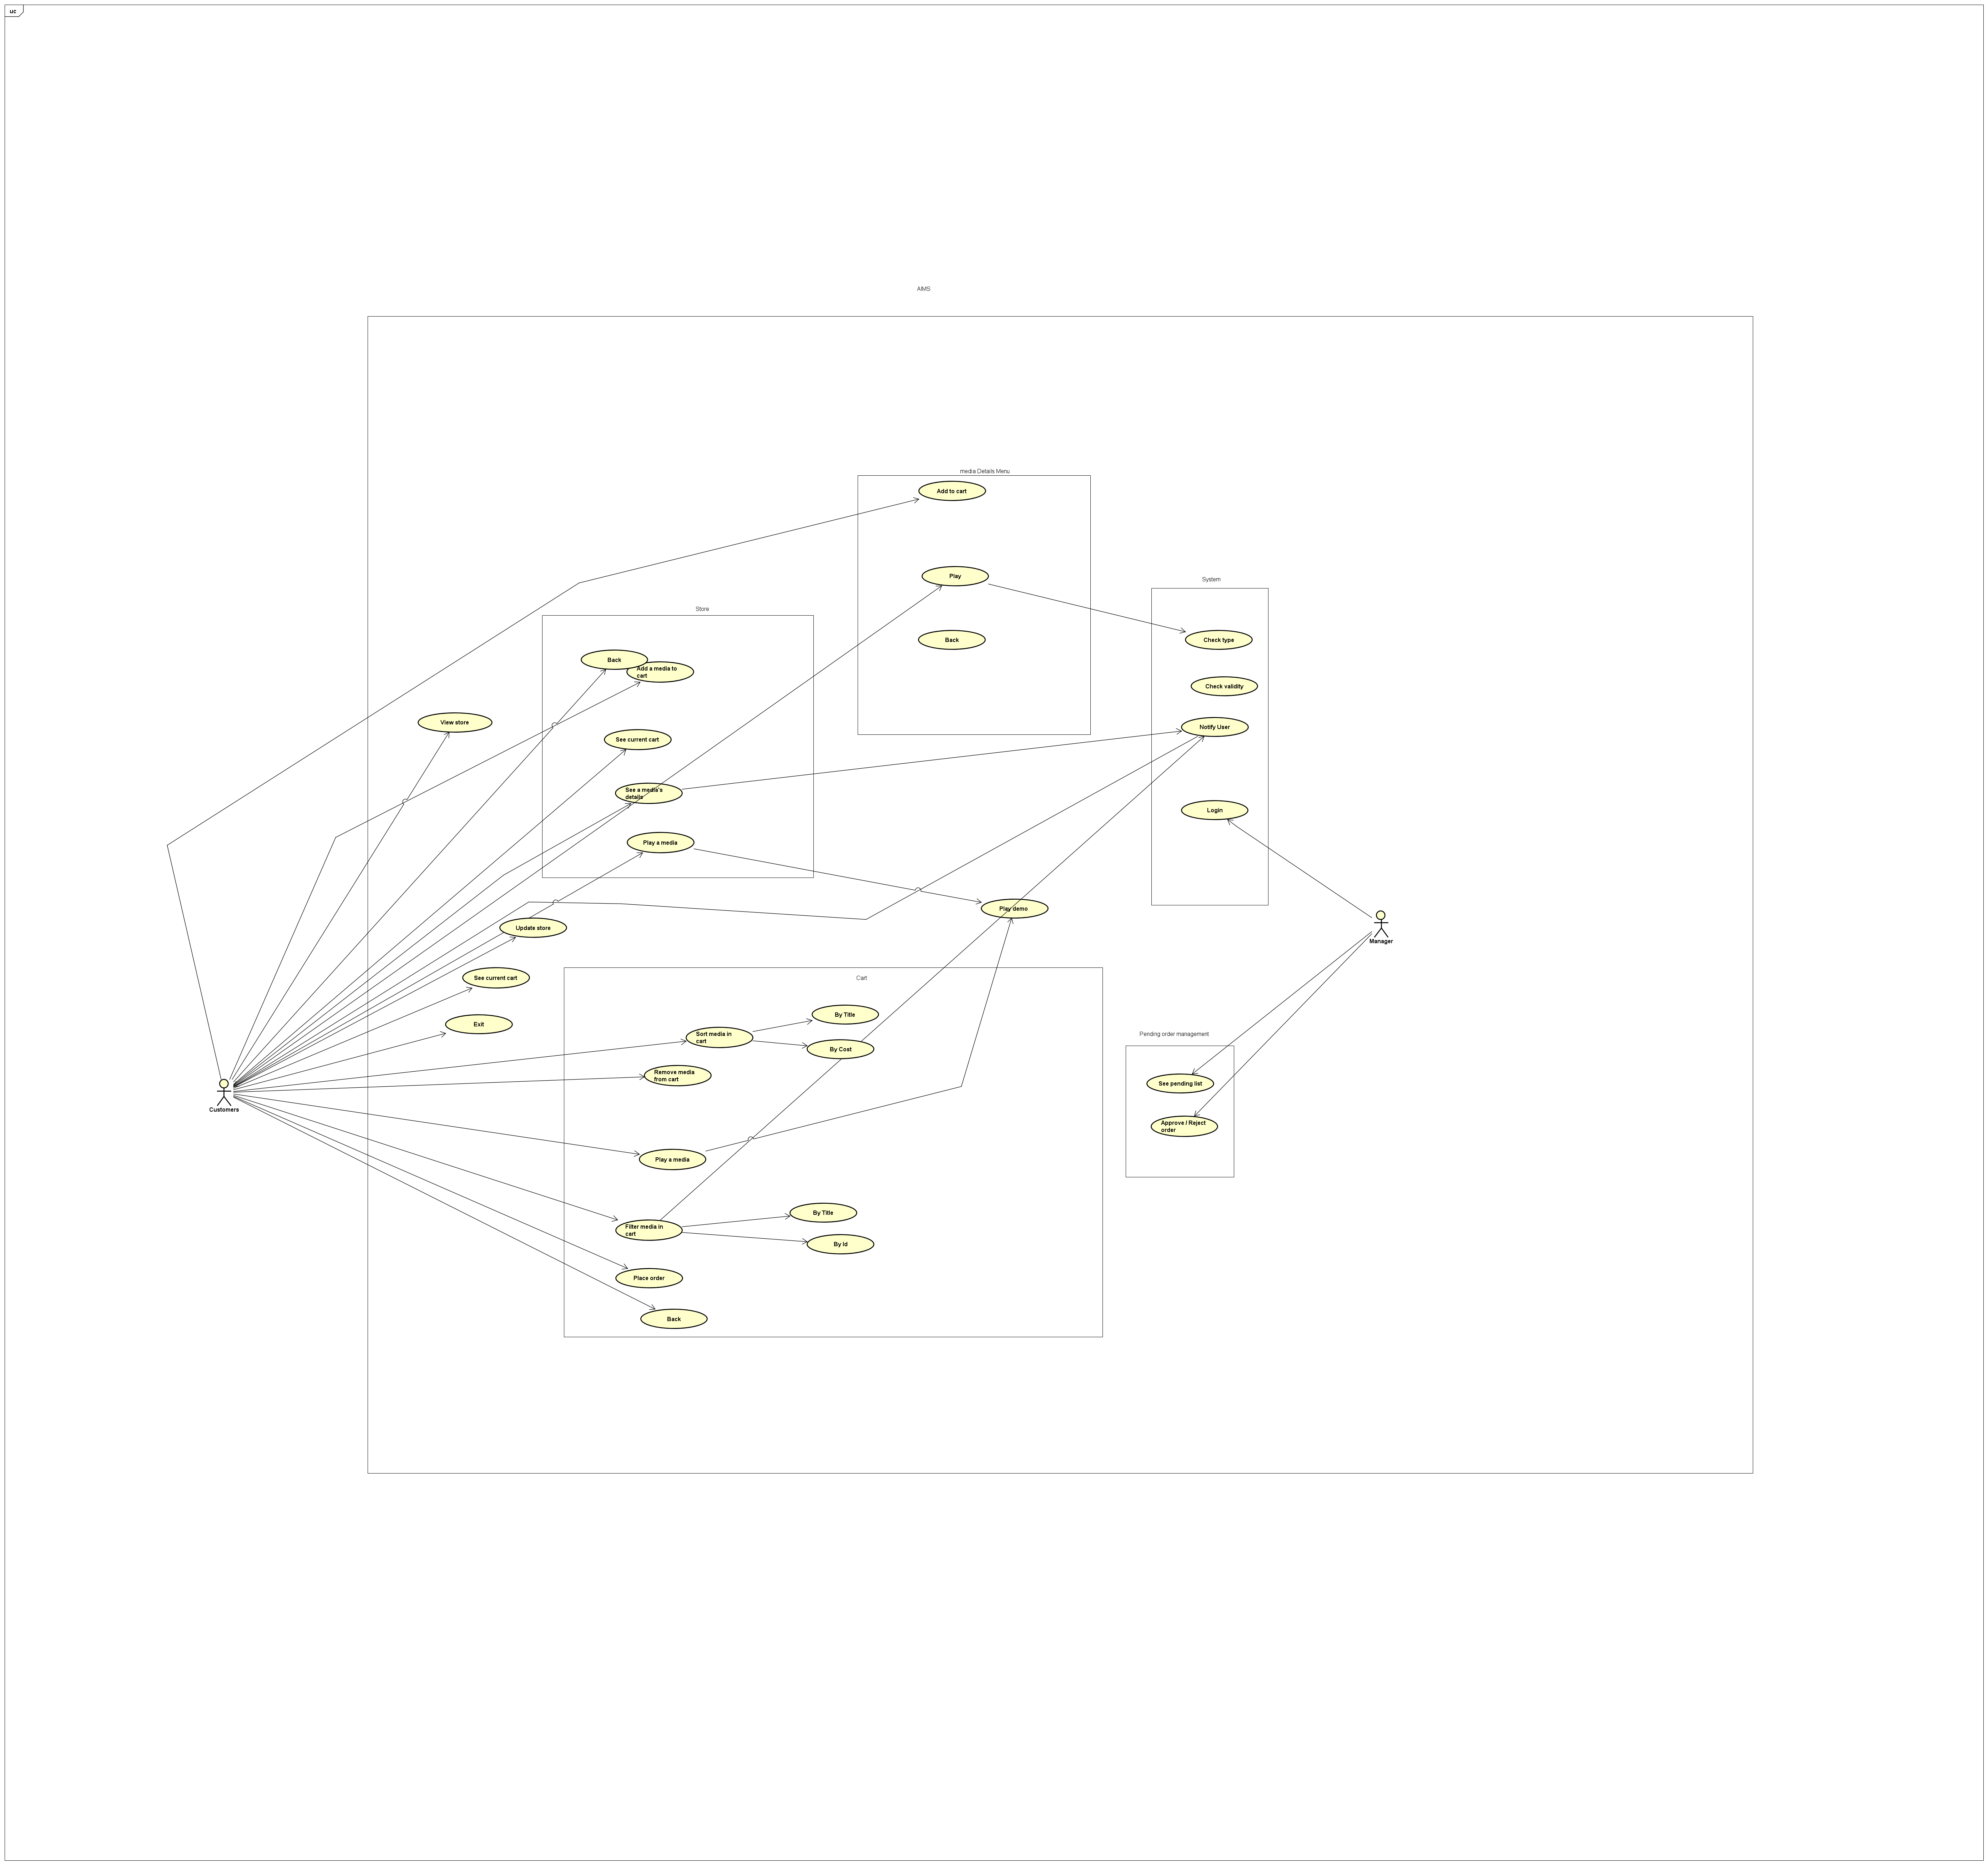 uc
AIMS
media Details Menu
Add to cart
Play
System
Store
Check type
Back
Back
Add a media to
cart
Check validity
View store
Notify User
See current cart
See a media's
details
Login
Play a media
Play demo
Update store
Manager
See current cart
Cart
By Title
Exit
Sort media in
cart
Pending order management
By Cost
Remove media
from cart
See pending list
Customers
Approve / Reject
order
Play a media
By Title
Filter media in
cart
By Id
Place order
Back